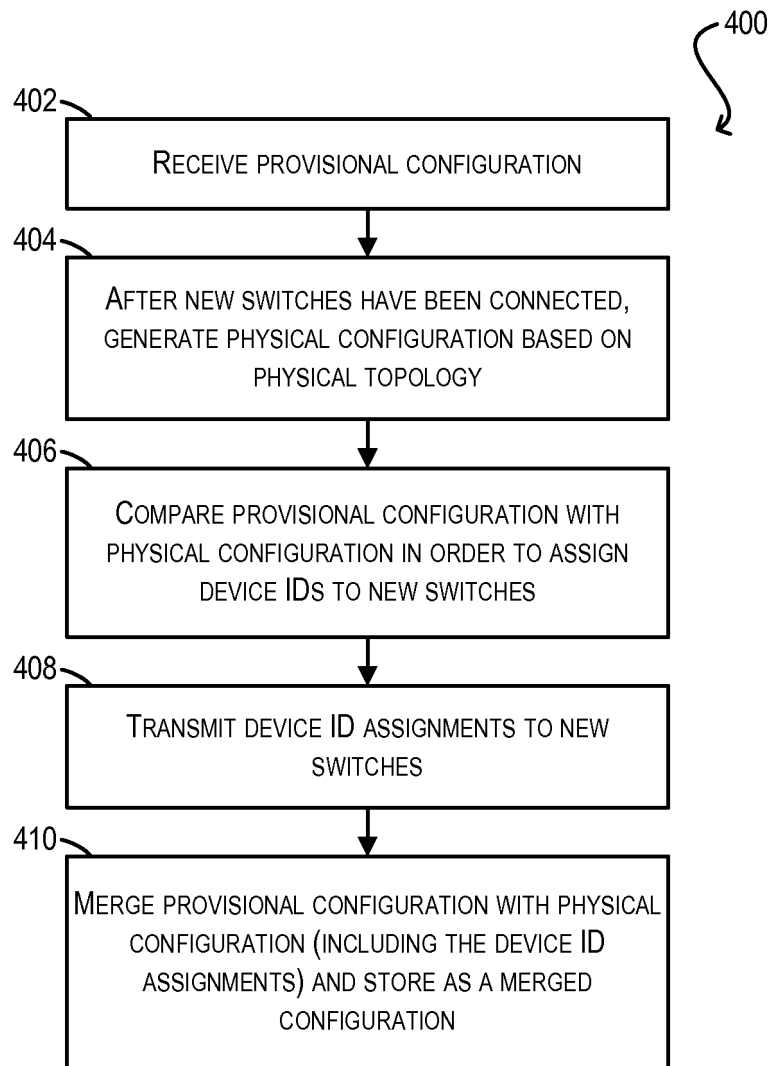 400
402
RECEIVE PROVISIONAL CONFIGURATION
404
AFTER NEW SWITCHES HAVE BEEN CONNECTED,
GENERATE PHYSICAL CONFIGURATION BASED ON
PHYSICAL TOPOLOGY
406
COMPARE PROVISIONAL CONFIGURATION WITH
PHYSICAL CONFIGURATION IN ORDER TO ASSIGN
DEVICE IDS TO NEW SWITCHES
408
TRANSMIT DEVICE ID ASSIGNMENTS TO NEW
SWITCHES
410
MERGE PROVISIONAL CONFIGURATION WITH PHYSICAL
CONFIGURATION (INCLUDING THE DEVICE ID
ASSIGNMENTS) AND STORE AS A MERGED
CONFIGURATION